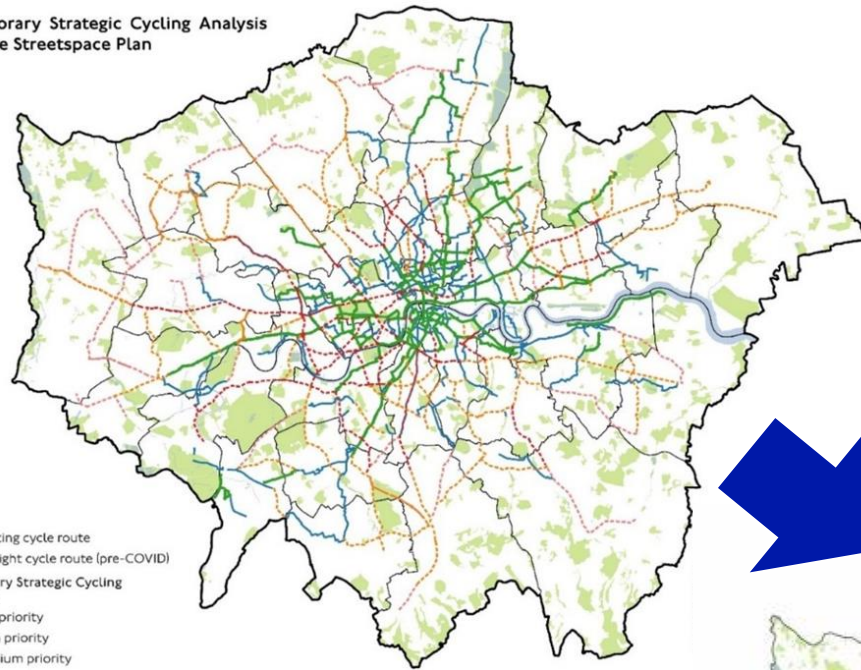 orary Strategic Cycling Analysis
e Streetspace Plan
ing cycle route
ight cycle route (pre-COVID)
ry Strategic Cycling
priority
priority
ium priority